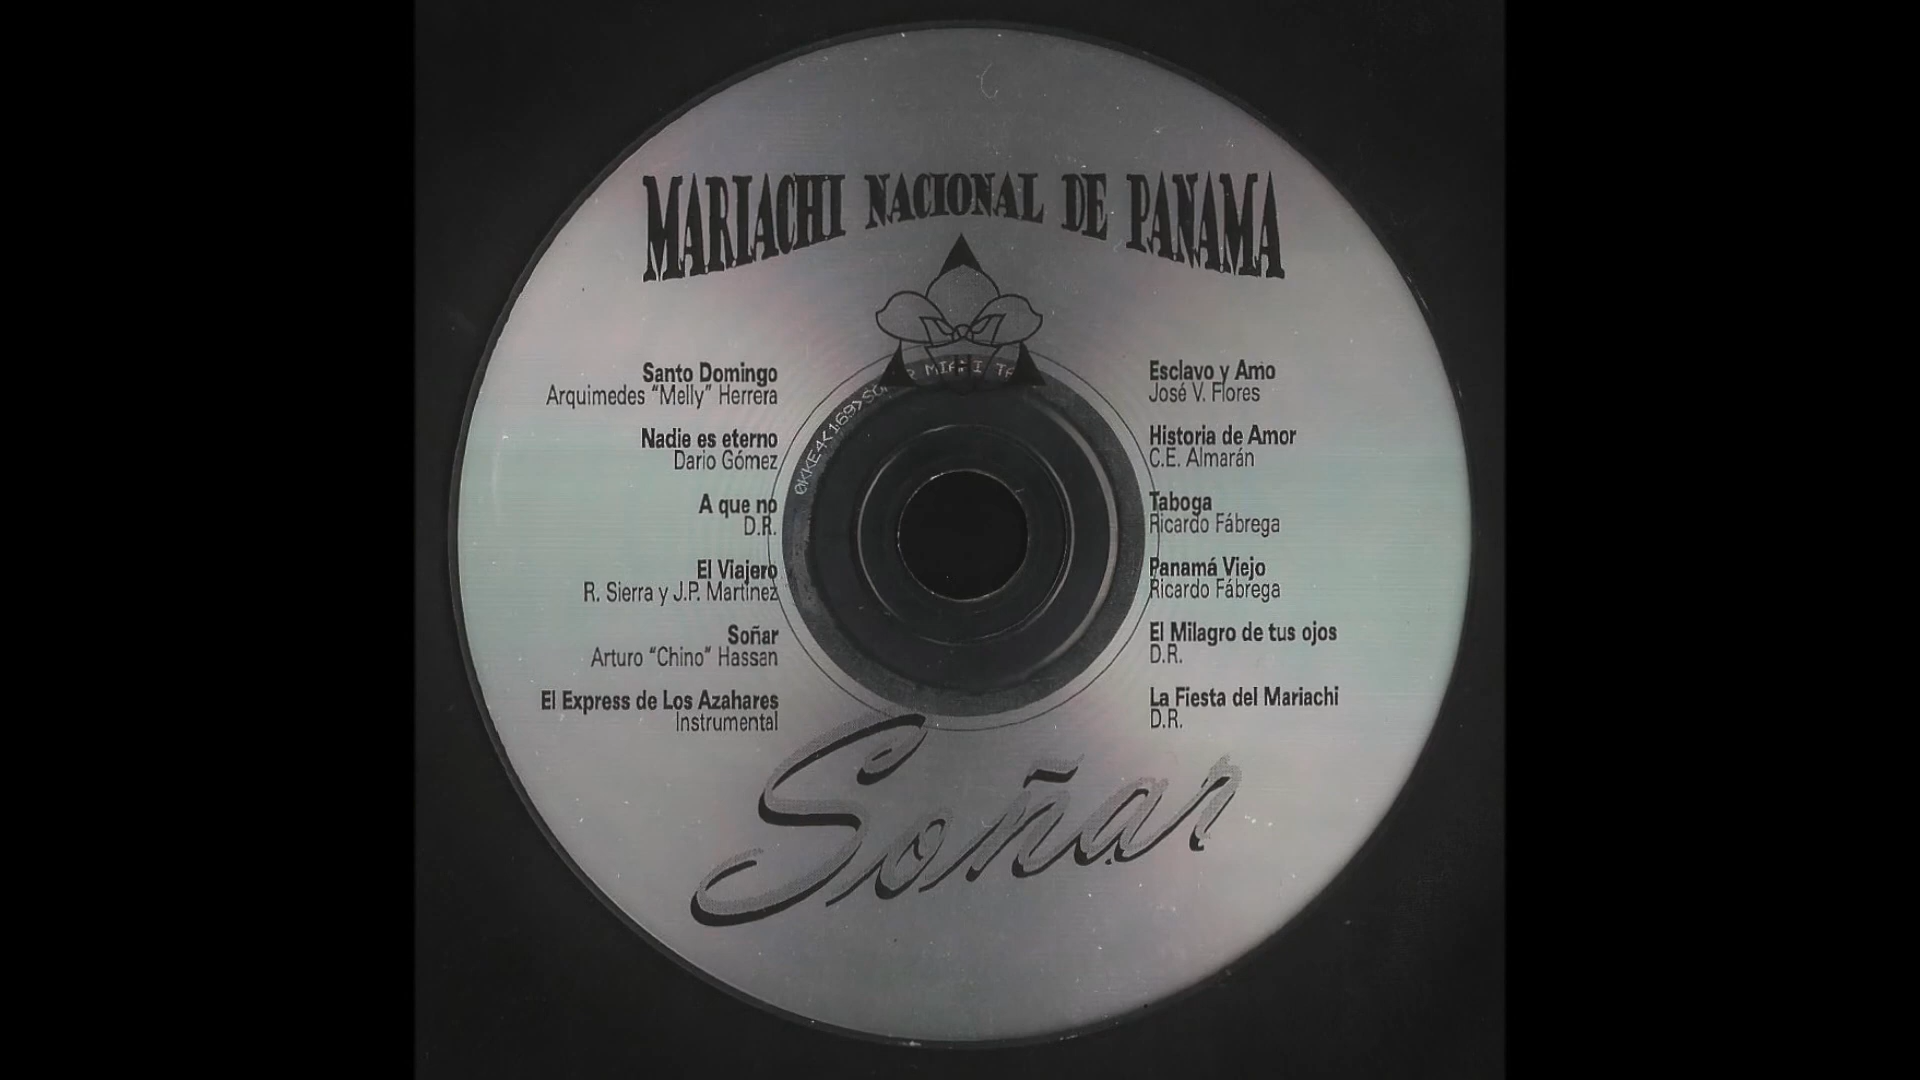 MARIACHI NACIONAL DE PANAMA
Santo Domingo
Arquimedes "Melly" Herrera
Nadie es eterno
Dario Gómez
A que no
D.R.
El Viajero
R. Sierra y J.P. Martinez
Soñar
Arturo "Chino" Hassan
El Express de Los Azahares
Instrumental
Esclavo y Amo
José V. Flores
Historia de Amor
C.E. Almarán
Taboga
Ricardo Fábrega
Panamá Viejo
Ricardo Fábrega
El Milagro de tus ojos
D.R.
La Fiesta del Mariachi
D.R.
Soñar